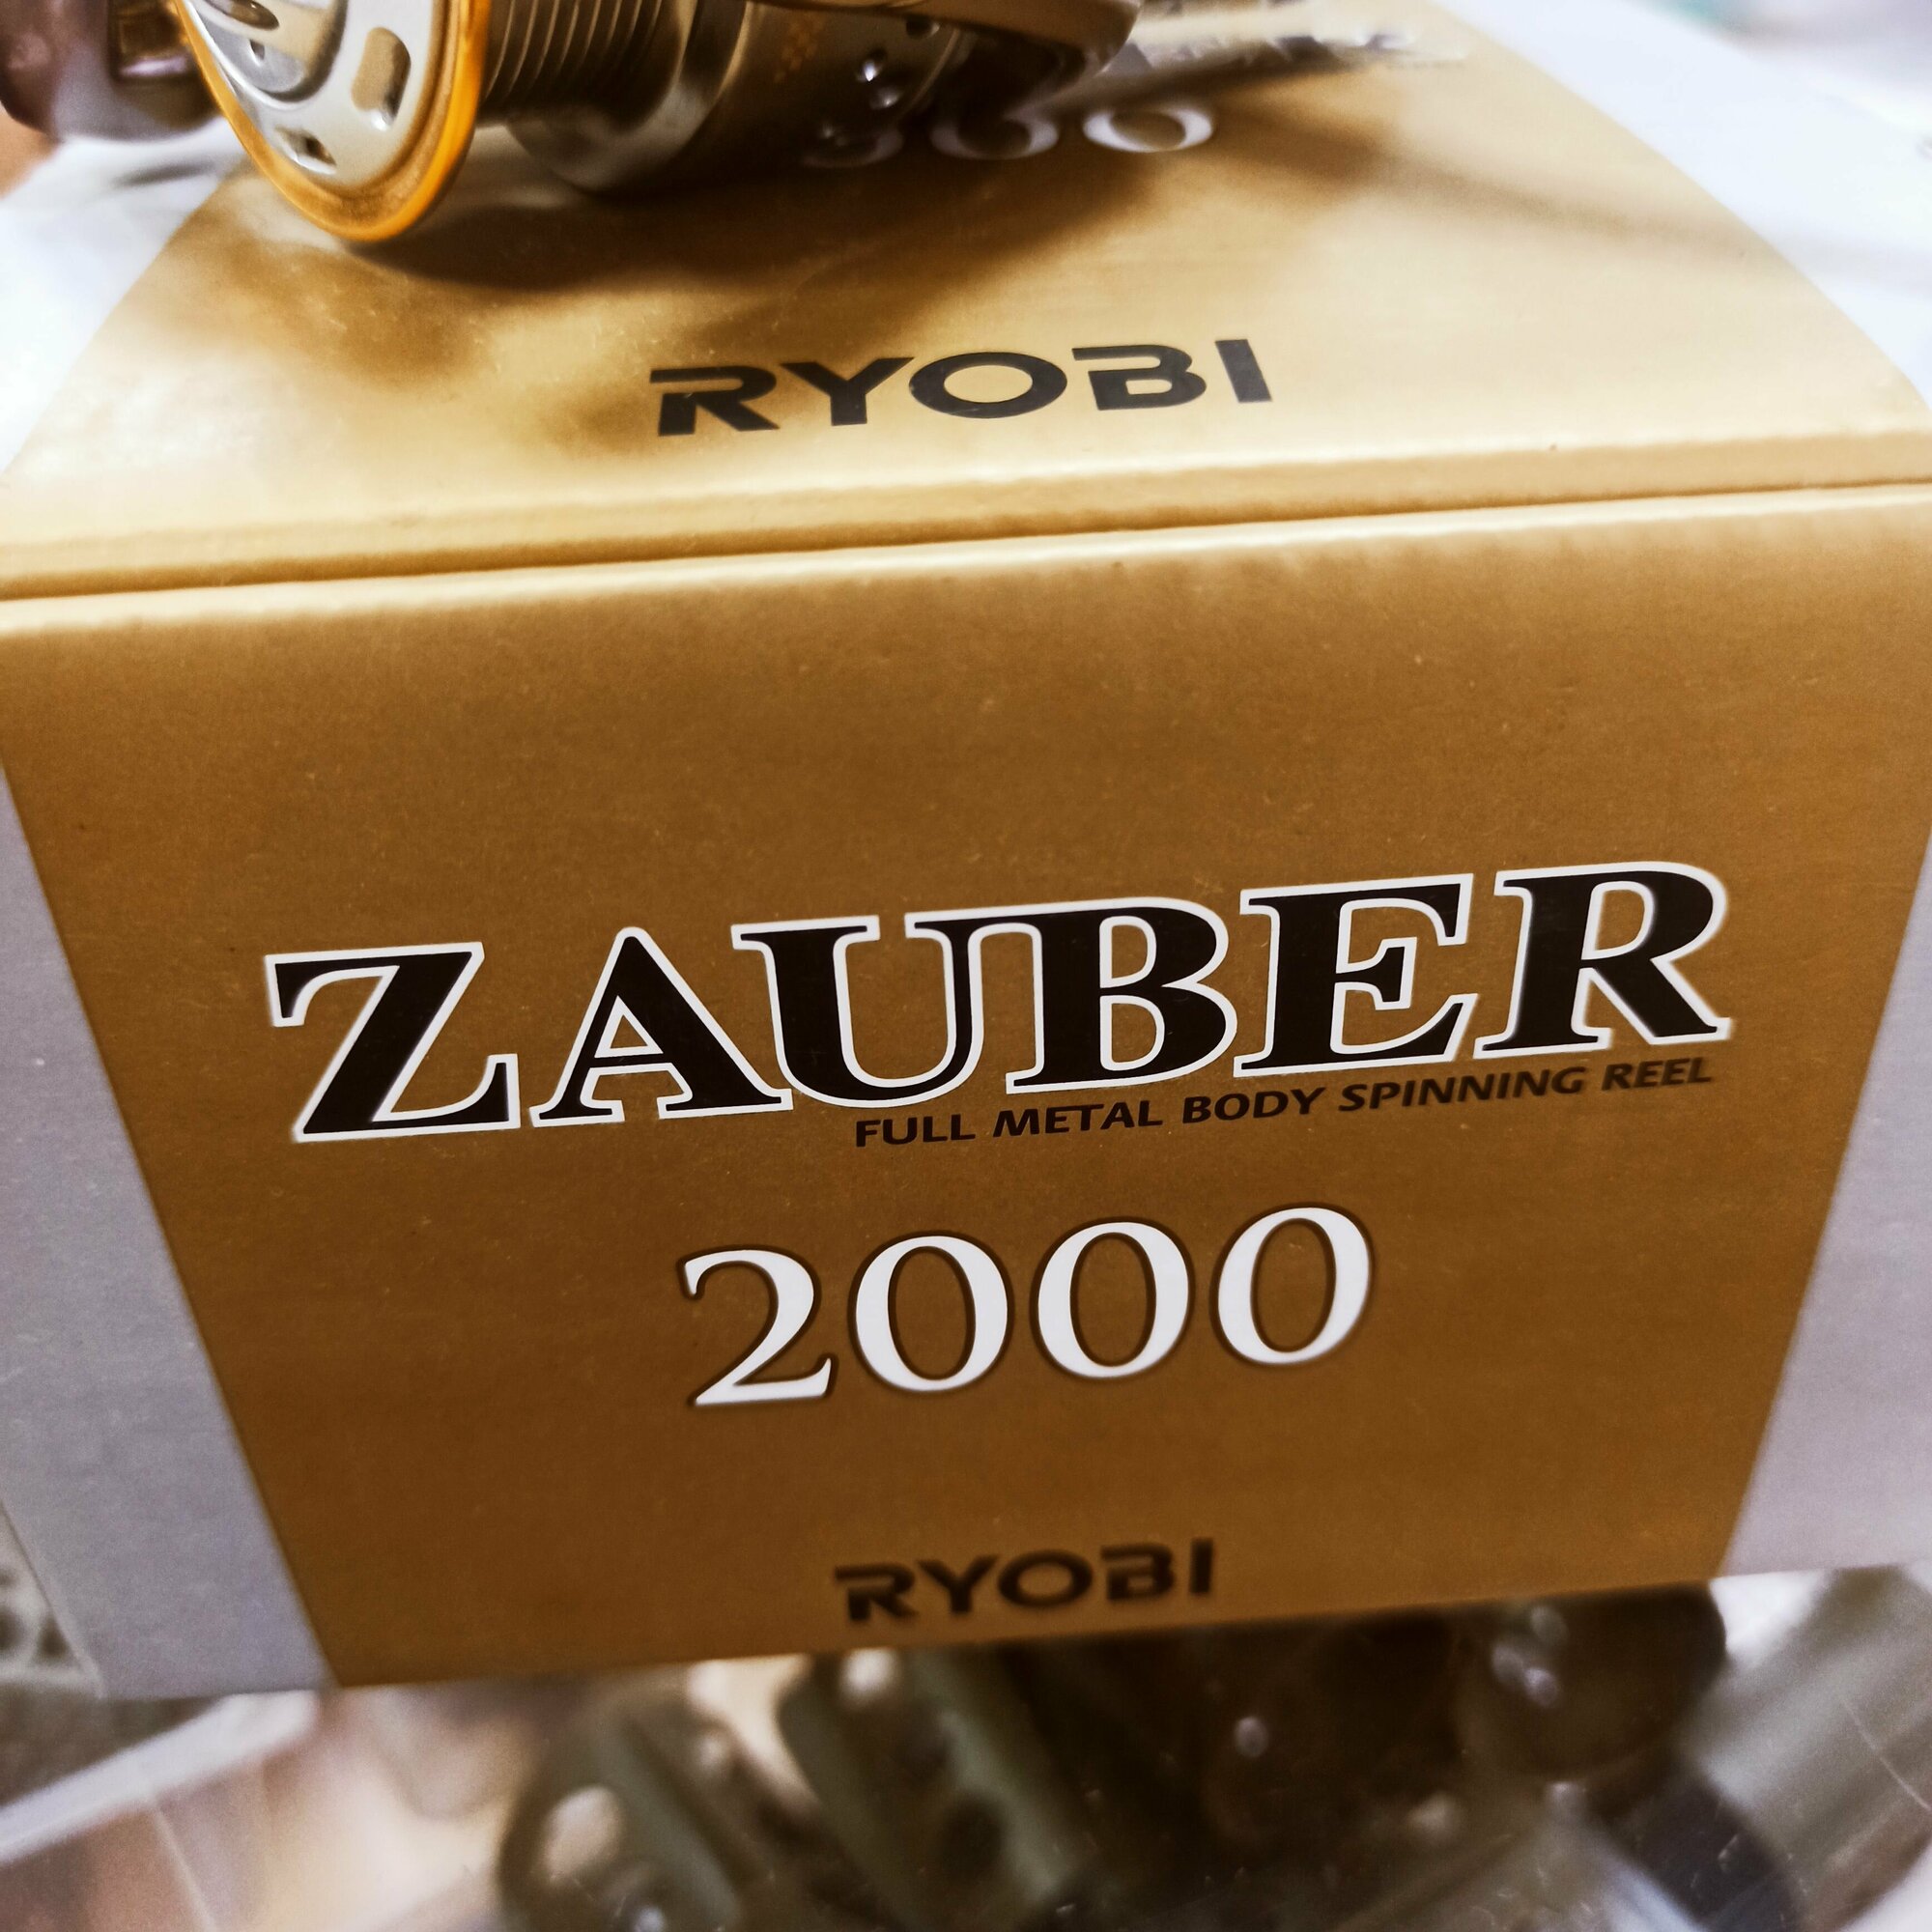 RYOBI
ZAUBER
FULL METAL BODY SPINNING REEL
2000
RYOBI